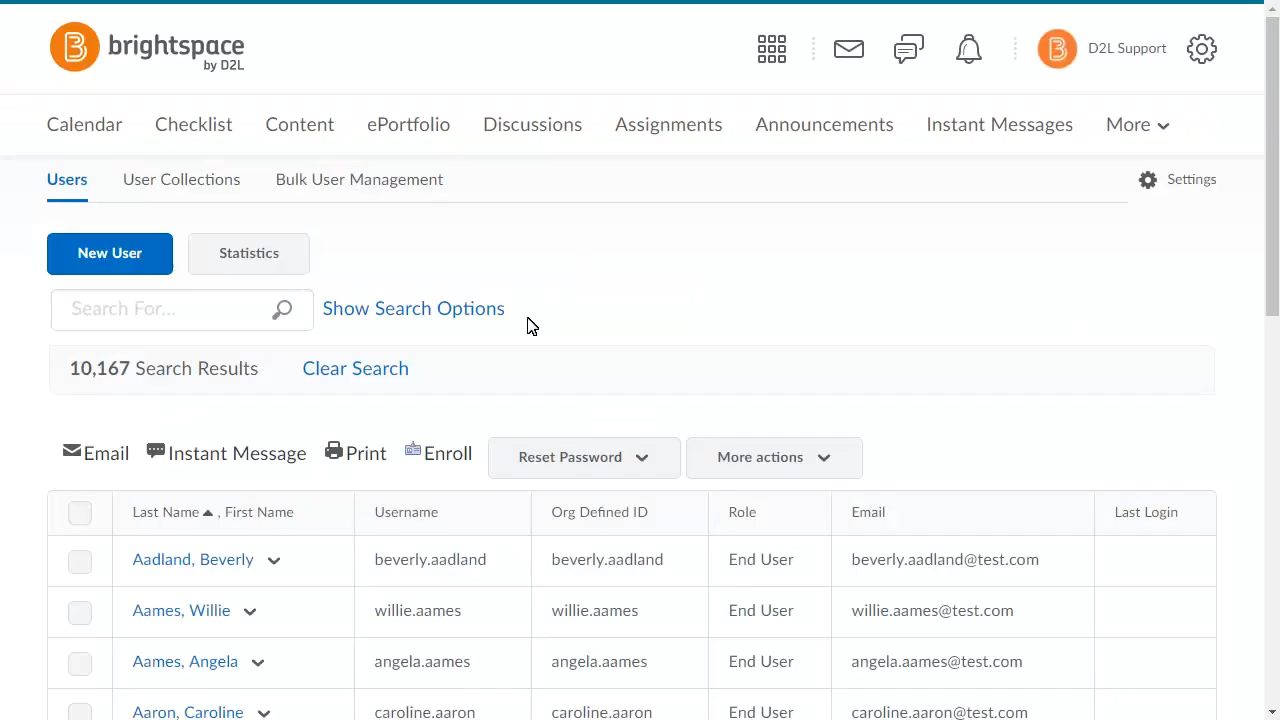 brightspace
by D2L
D2L Support
Calendar Checklist Content ePortfolio Discussions Assignments Announcements Instant Messages More
Users User Collections Bulk User Management Settings
New User Statistics
Search For... Show Search Options
10,167 Search Results Clear Search
Email Instant Message Print Enroll Reset Password More actions
Last Name , First Name Username Org Defined ID Role Email Last Login
Aadland, Beverly beverly.aadland beverly.aadland End User beverly.aadland@test.com
Aames, Willie willie.aames willie.aames End User willie.aames@test.com
Aames, Angela angela.aames angela.aames End User angela.aames@test.com
Aaron, Caroline caroline.aaron caroline.aaron End User caroline.aaron@test.com